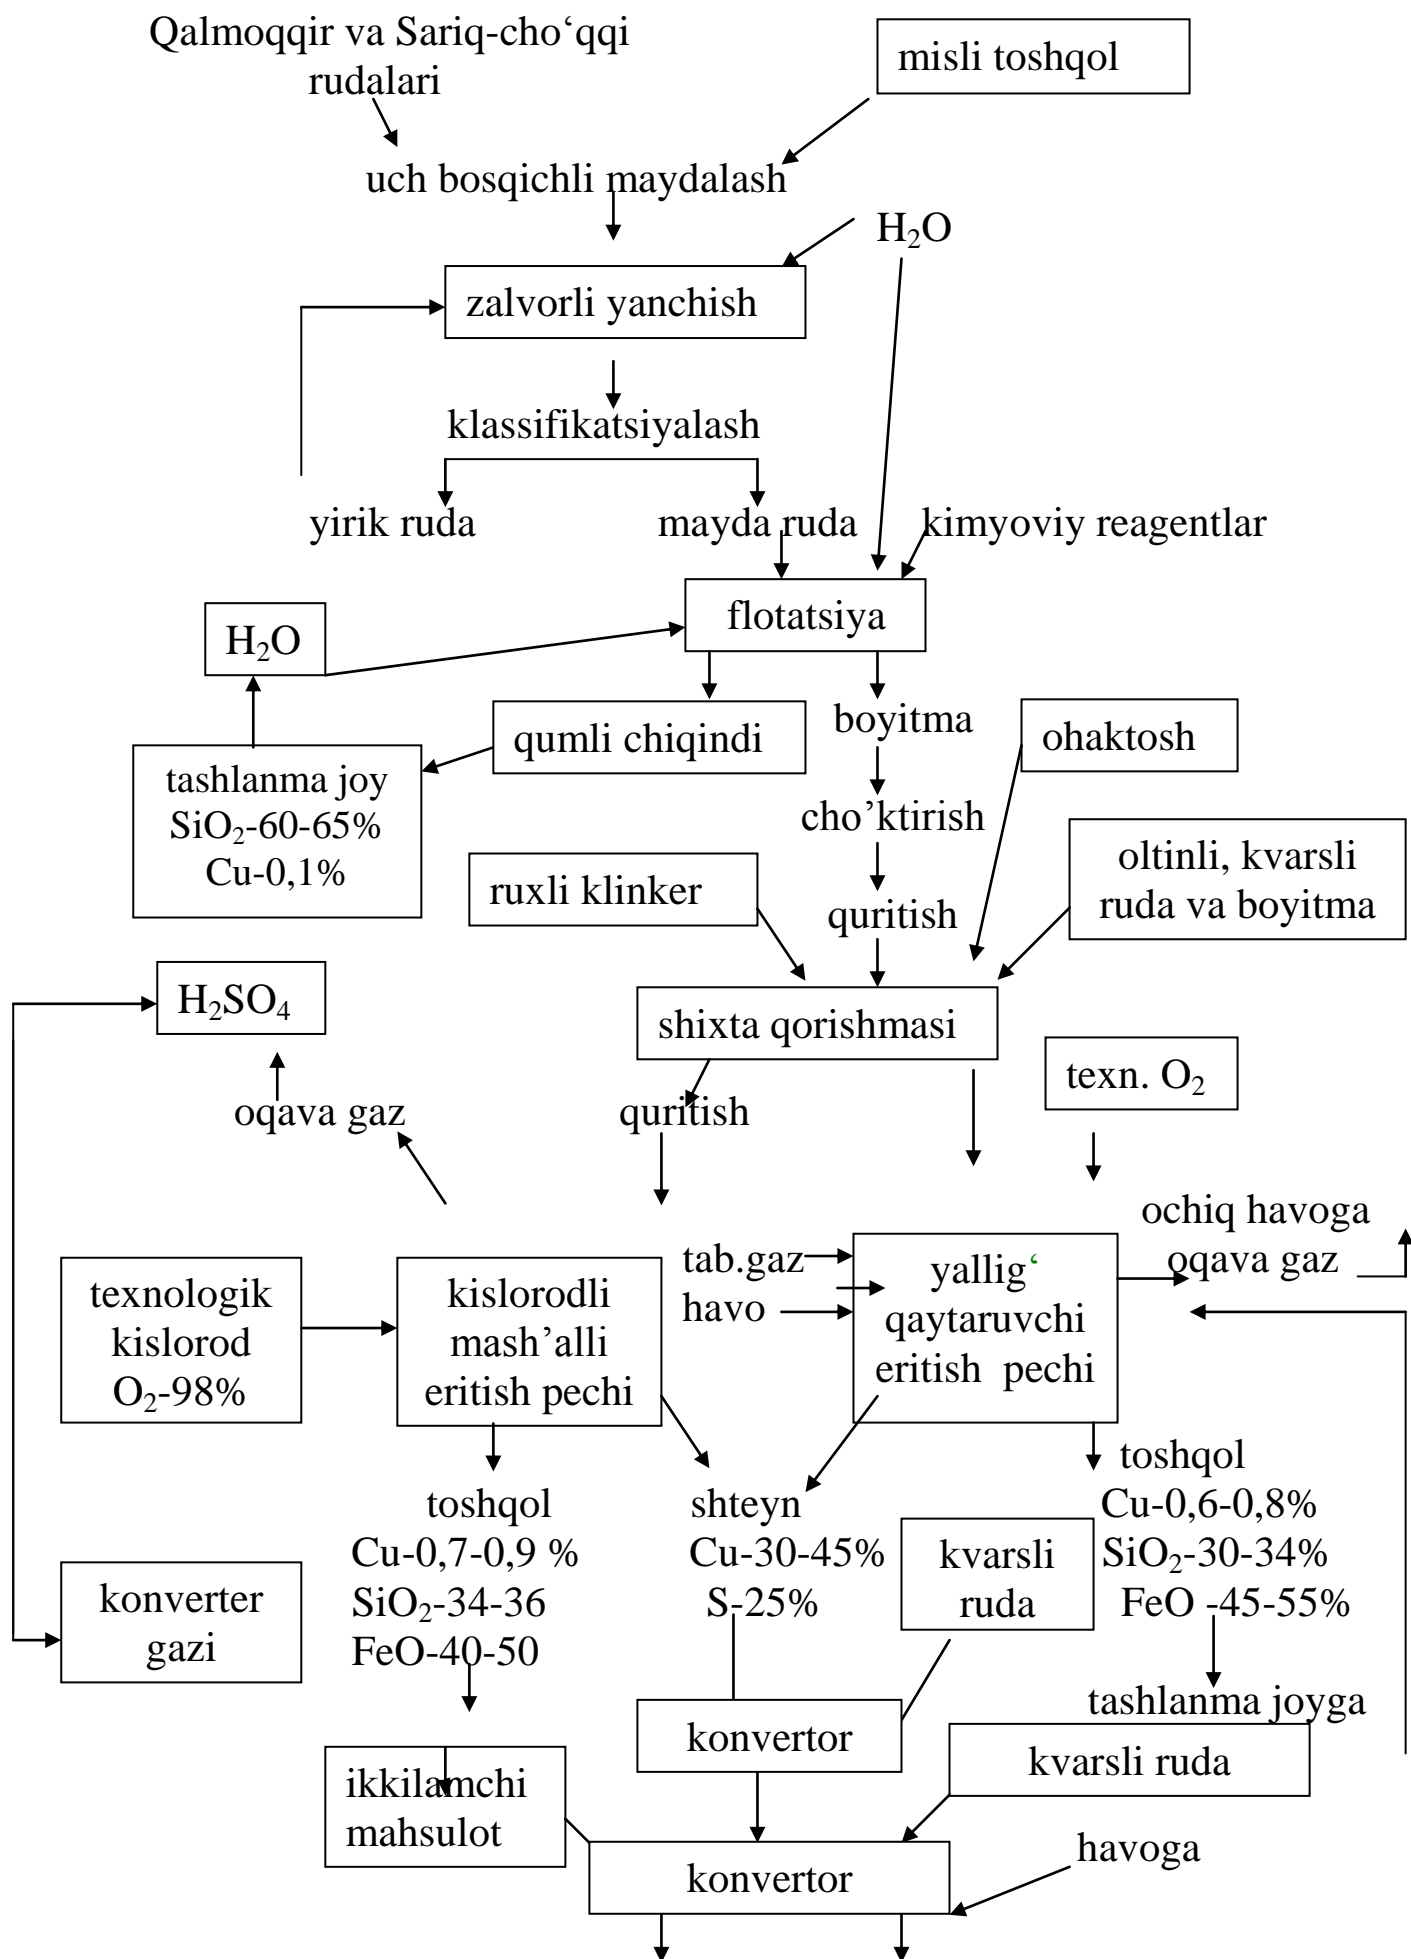 Qalmoqqir va Sariq-cho‘qqi
rudalari
misli toshqol
uch bosqichli maydalash
H₂O
zalvorli yanchish
klassifikatsiyalash
yirik ruda
mayda ruda
kimyoviy reagentlar
flotatsiya
H₂O
qumli chiqindi
boyitma
ohaktosh
tashlanma joy
SiO₂-60-65%
Cu-0,1%
cho’ktirish
oltinli, kvarsli
ruda va boyitma
ruxli klinker
quritish
H₂SO₄
shixta qorishmasi
texn. O₂
oqava gaz
quritish
ochiq havoga
oqava gaz
tab.gaz
havo
yallig‘
qaytaruvchi
eritish pechi
texnologik
kislorod
O₂-98%
kislorodli
mash’alli
eritish pechi
toshqol
Cu-0,6-0,8%
SiO₂-30-34%
FeO -45-55%
toshqol
Cu-0,7-0,9 %
SiO₂-34-36
FeO-40-50
shteyn
Cu-30-45%
S-25%
kvarsli
ruda
konverter
gazi
tashlanma joyga
konvertor
kvarsli ruda
ikkilamchi
mahsulot
konvertor
havoga